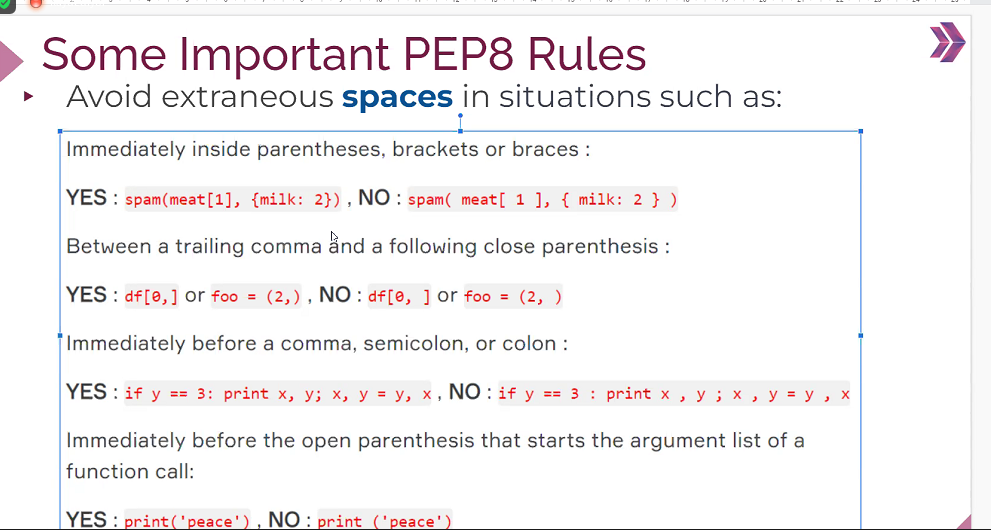 Some Important PEP8 Rules
Avoid extraneous spaces in situations such as:
Immediately inside parentheses, brackets or braces :
YES : spam(meat[1], {milk: 2}) , NO : spam( meat[ 1 ], { milk: 2 } )
Between a trailing comma and a following close parenthesis :
YES : df[0,] or foo = (2,) , NO : df[0, ] or foo = (2, )
Immediately before a comma, semicolon, or colon :
YES : if y == 3: print x, y; x, y = y, x , NO : if y == 3 : print x , y ; x , y = y , x
Immediately before the open parenthesis that starts the argument list of a
function call:
YES : print('peace') , NO : print ('peace')